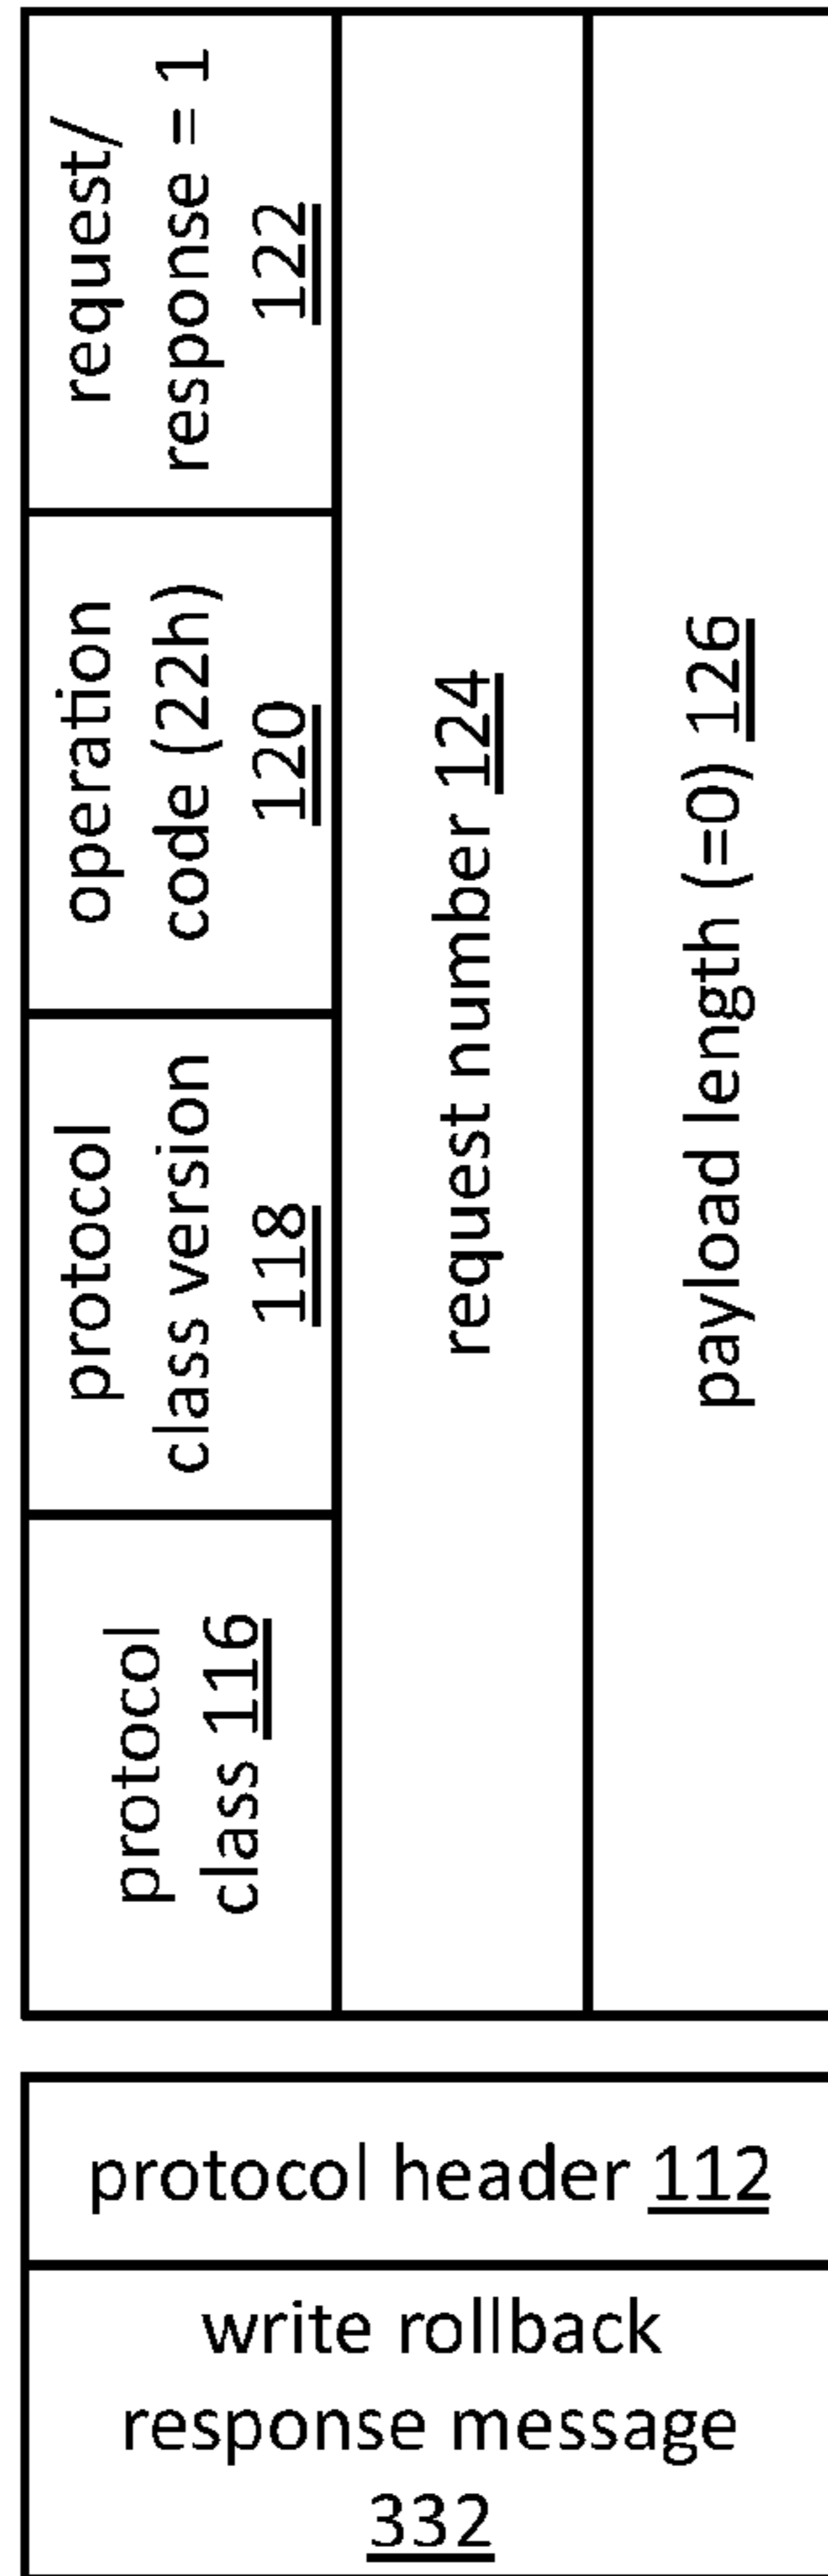 protocol
class 116
protocol
class version
118
operation
code (22h)
120
request/
response = 1
122
request number 124
payload length (=0) 126
protocol header 112
write rollback
response message
332